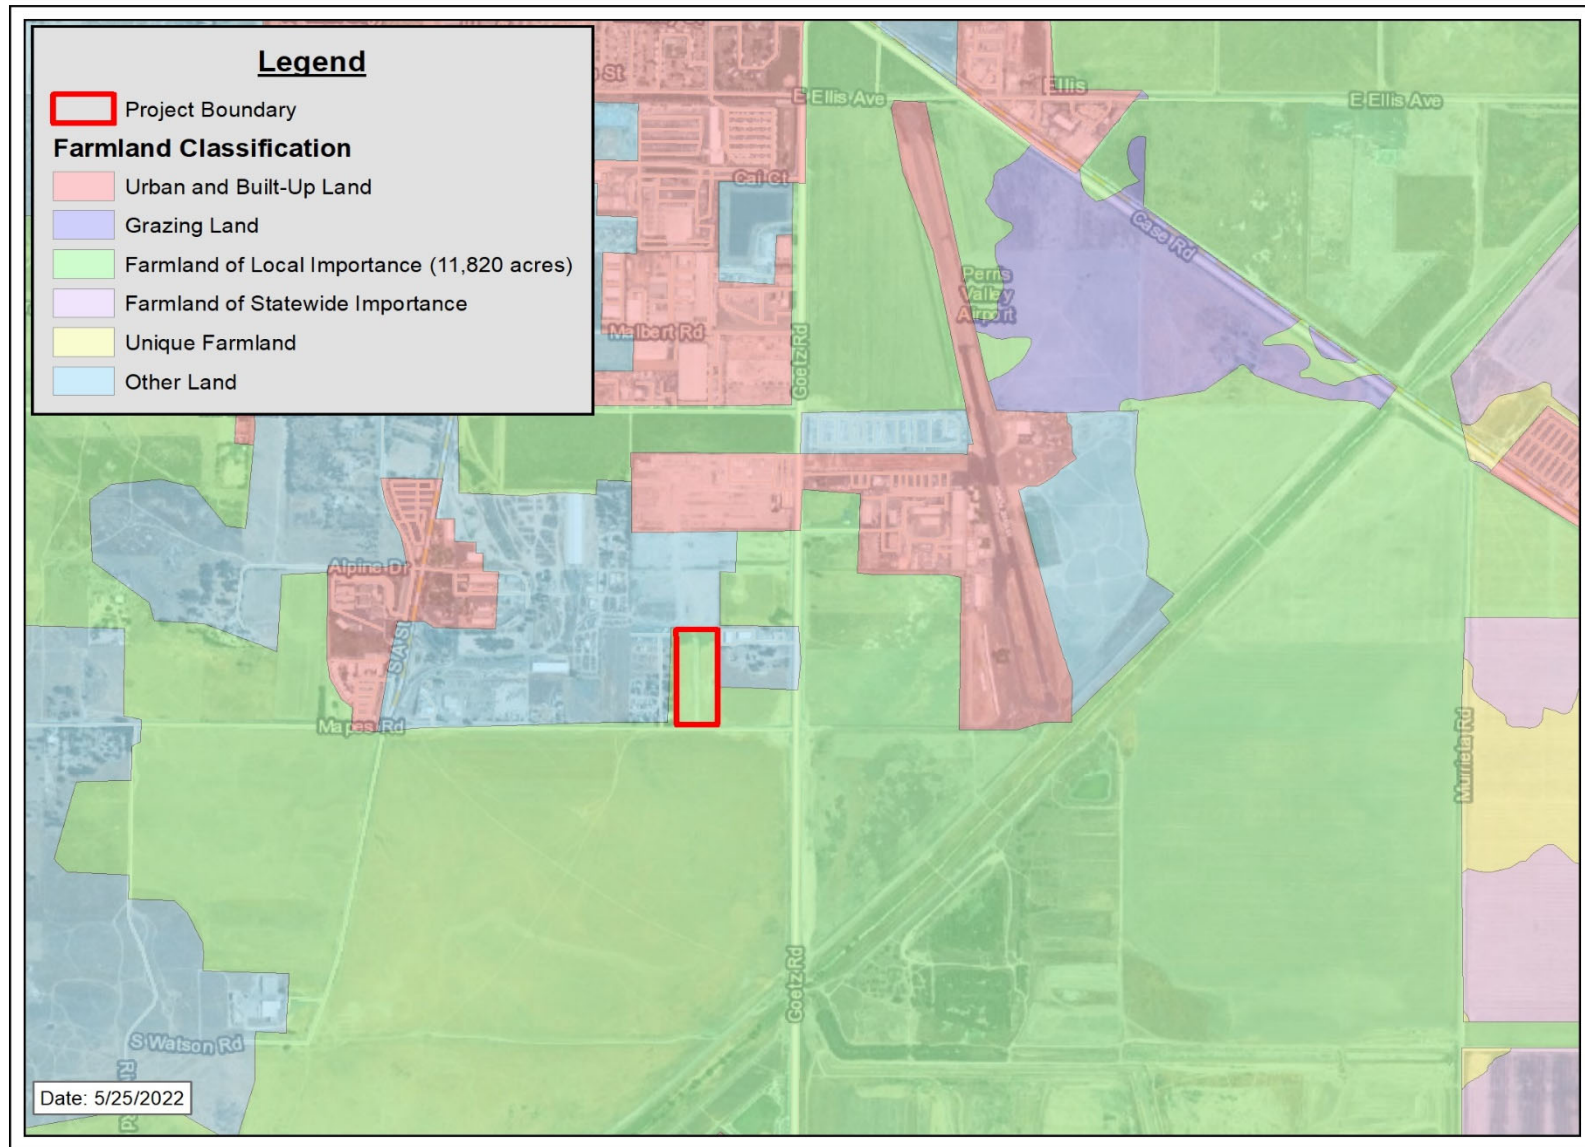 Legend
Project Boundary
Farmland Classification
Urban and Built-Up Land
Grazing Land
Farmland of Local Importance (11,820 acres)
Farmland of Statewide Importance
Unique Farmland
Other Land
St
E Ellis Ave
Ellis
E Ellis Ave
Cal Ct
Case Rd
Perris
Valley
Airport
Malbert Rd
Goetz Rd
Alpine Dr
S A St
Mapes Rd
Murrieta Rd
Goetz Rd
S Watson Rd
Date: 5/25/2022
Rd